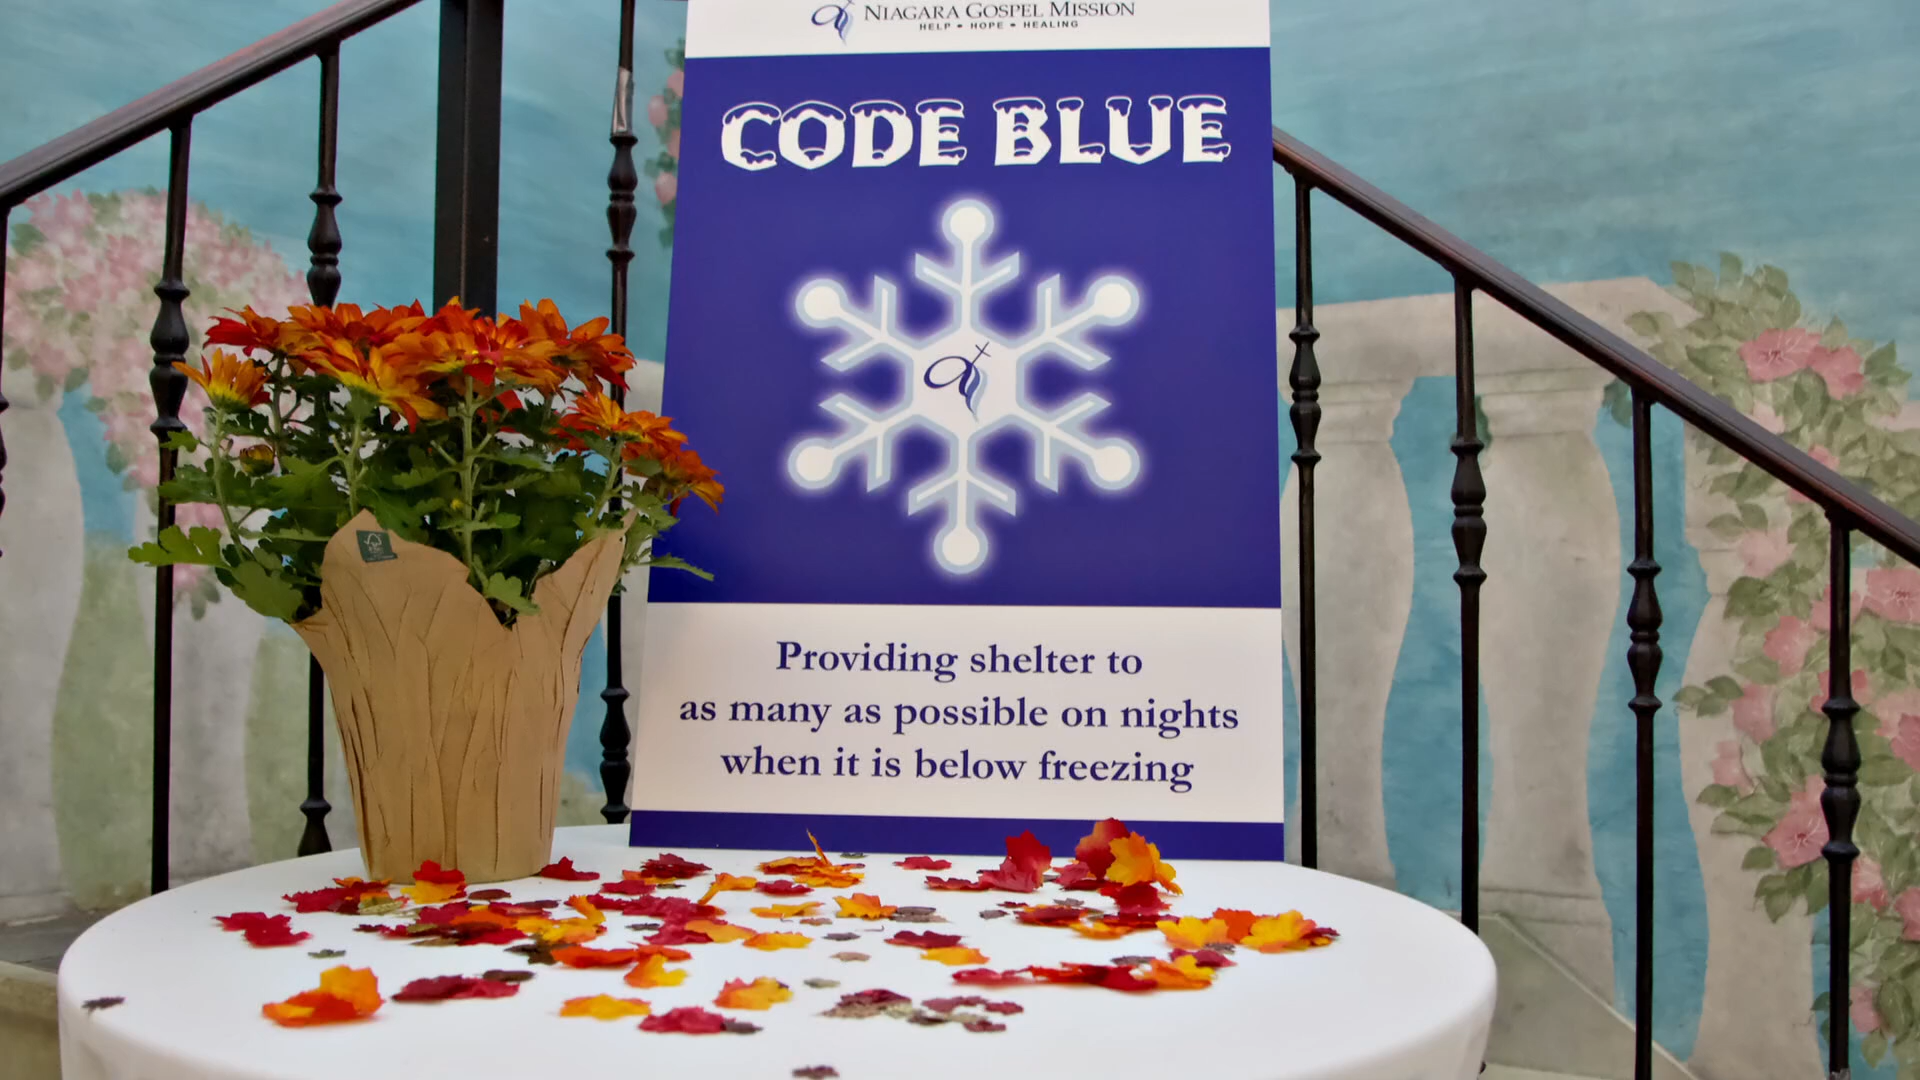 NIAGARA GOSPEL MISSION
HELP • HOPE • HEALING
CODE BLUE
Providing shelter to
as many as possible on nights
when it is below freezing